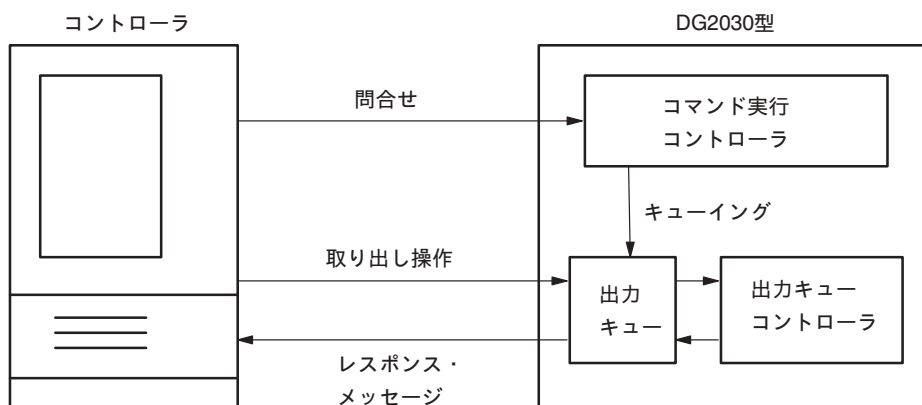 コントローラ
DG2030型
問合せ
コマンド実行
コントローラ
キューイング
取り出し操作
出力
キュー
出力キュー
コントローラ
レスポンス・
メッセージ